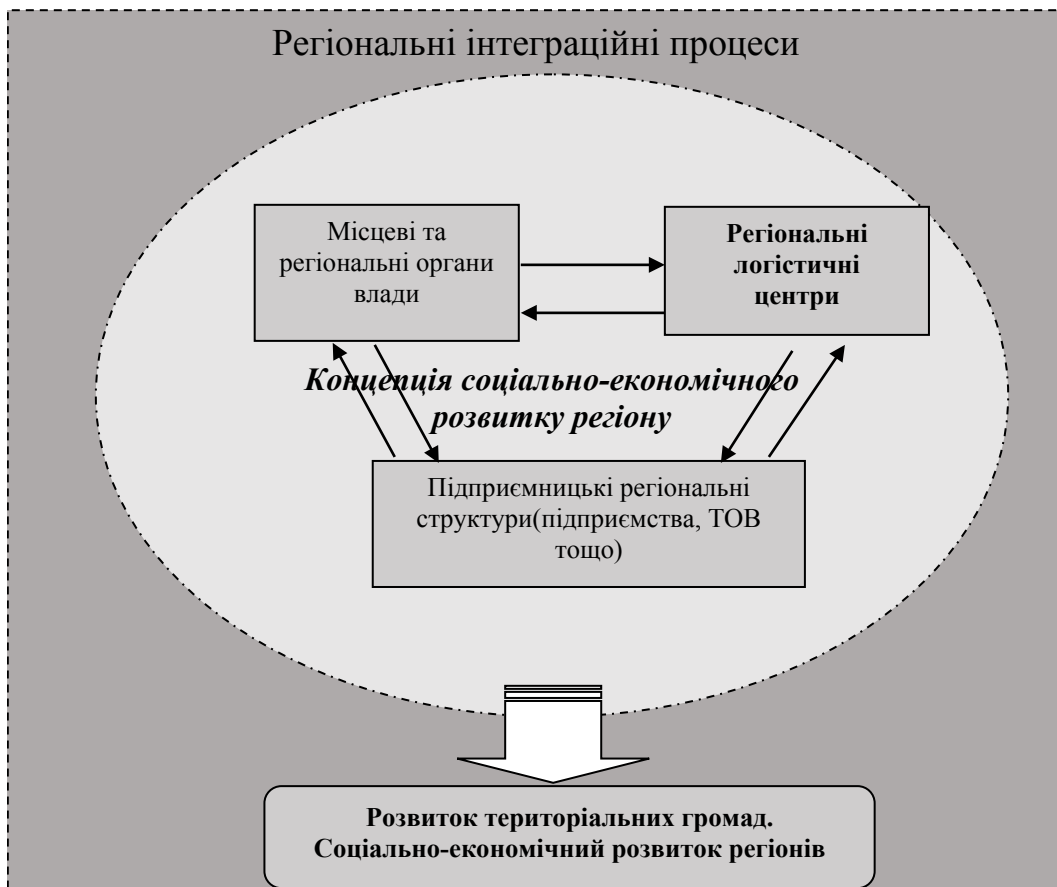 Регіональні інтеграційні процеси
Місцеві та
регіональні органи
влади
Регіональні
логістичні
центри
Концепція соціально-економічного
розвитку регіону
Підприємницькі регіональні
структури(підприємства, ТОВ
тощо)
Розвиток територіальних громад.
Соціально-економічний розвиток регіонів